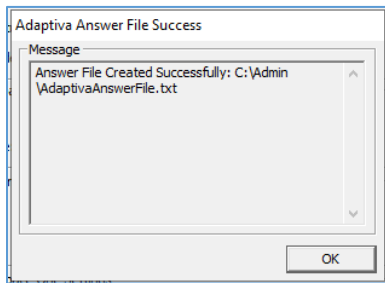 Adaptiva Answer File Success
Message
Answer File Created Successfully: C:\Admin
\AdaptivaAnswerFile.txt
OK